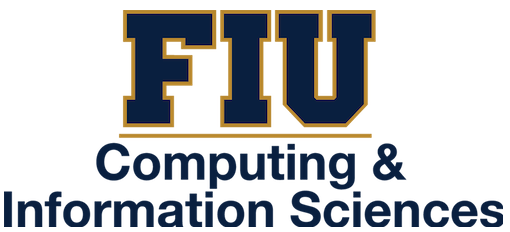 FIU
Computing &
Information Sciences